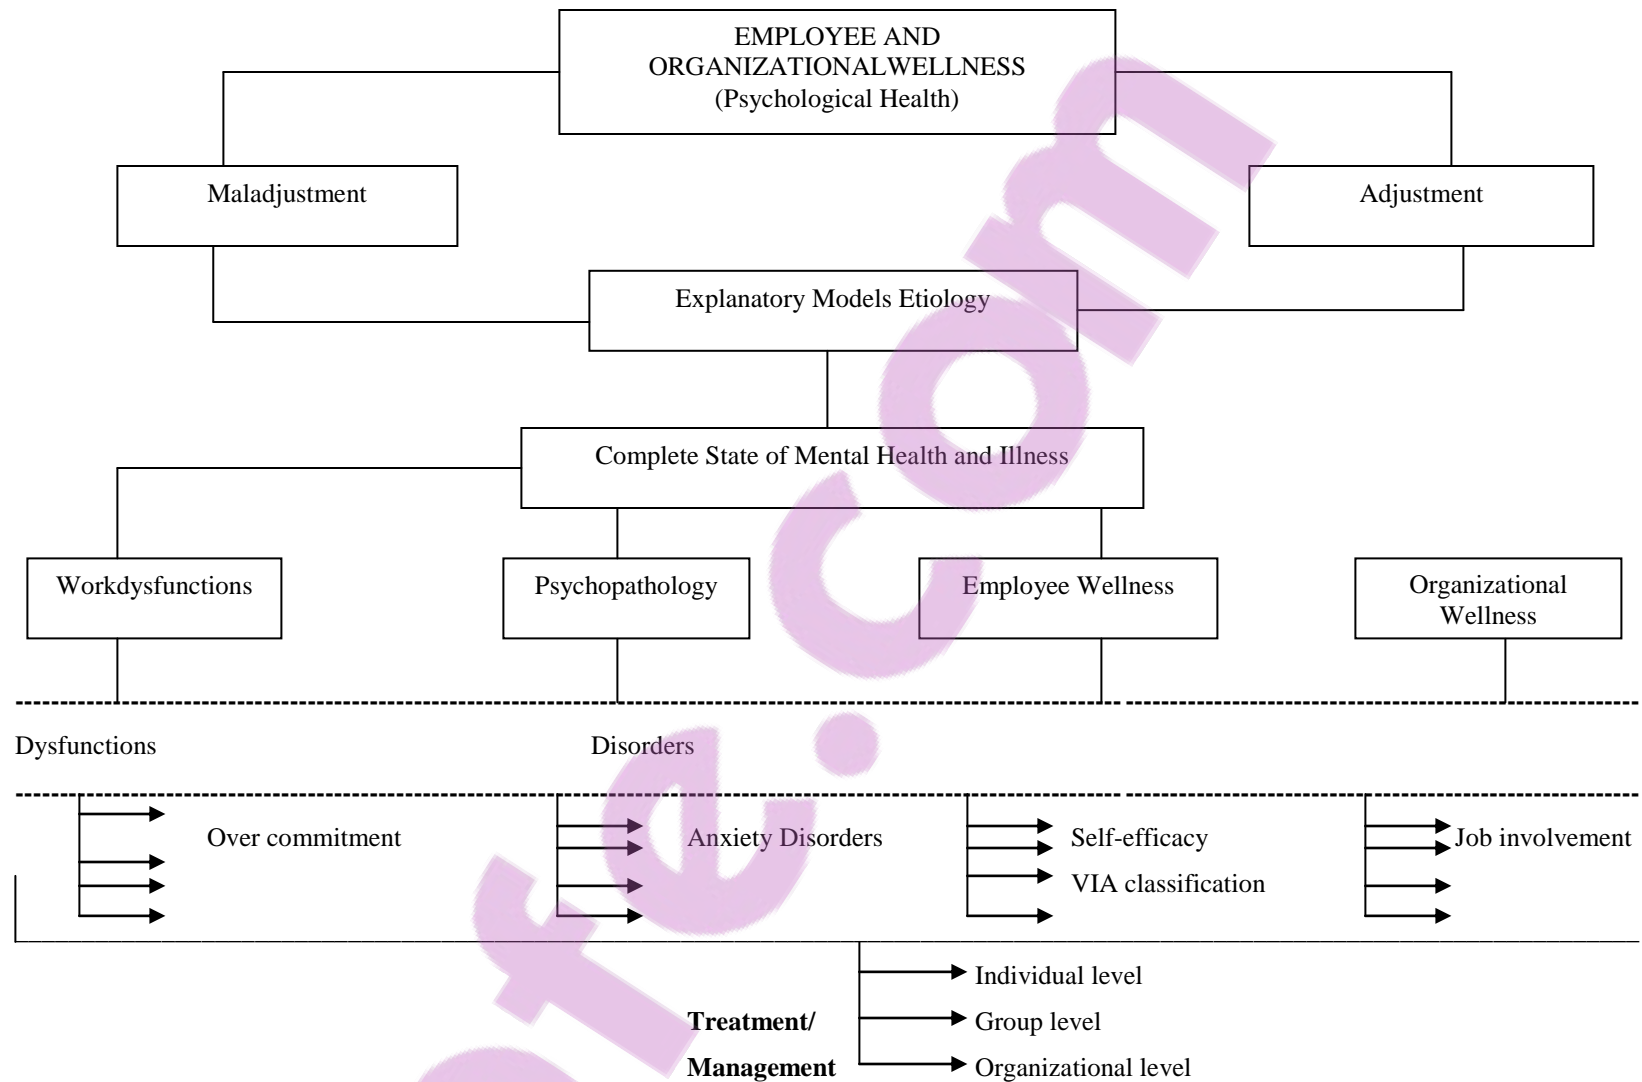 EMPLOYEE AND
ORGANIZATIONALWELLNESS
(Psychological Health)
Maladjustment
Adjustment
Explanatory Models Etiology
Complete State of Mental Health and Illness
Workdysfunctions
Psychopathology
Employee Wellness
Organizational
Wellness
Dysfunctions
Disorders
Over commitment
Anxiety Disorders
Self-efficacy
Job involvement
VIA classification
Individual level
Treatment/
Group level
Management
Organizational level
fe.com